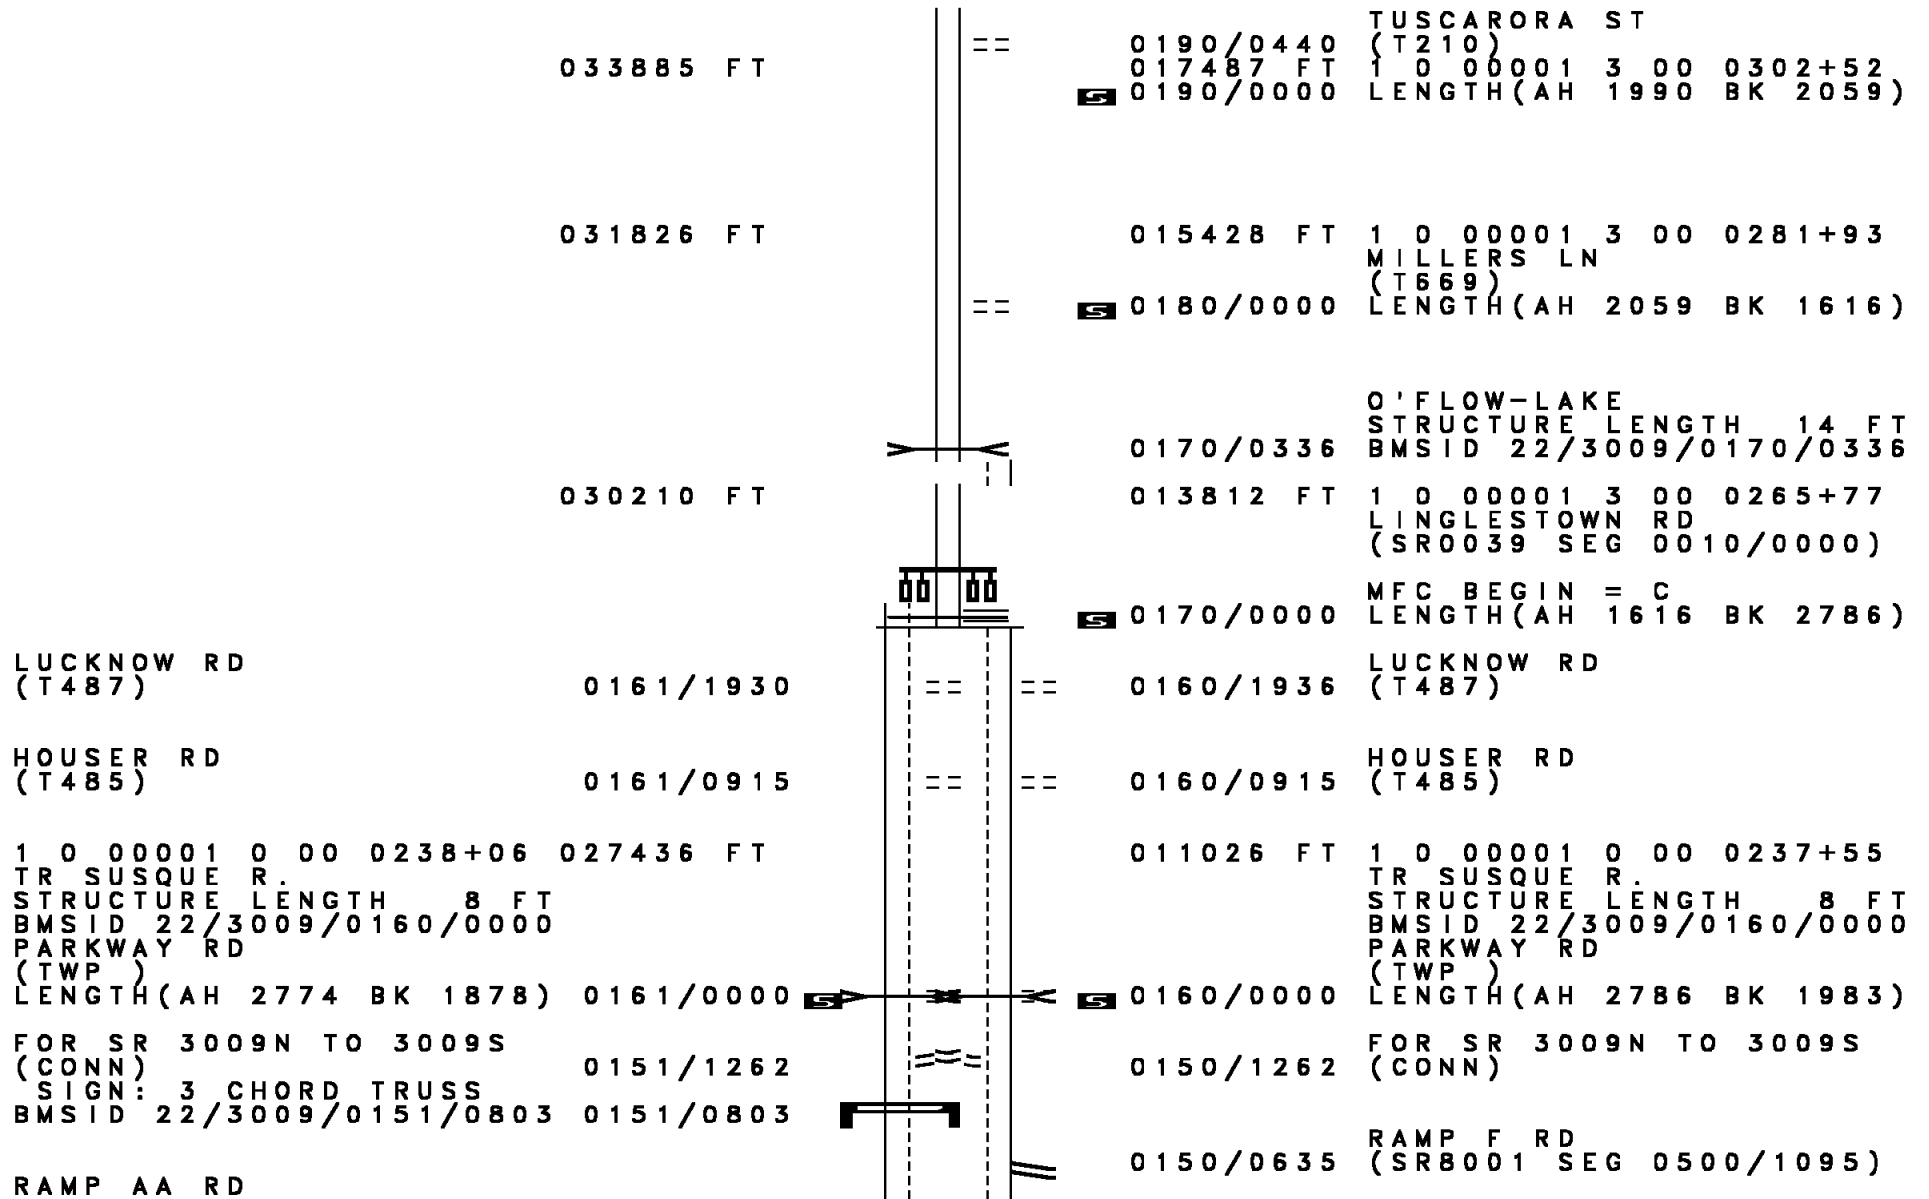 TUSCARORA ST
0190/0440 (T210)
033885 FT 017487 FT 1 0 00001 3 00 0302+52
S 0190/0000 LENGTH(AH 1990 BK 2059)
031826 FT 015428 FT 1 0 00001 3 00 0281+93
MILLERS LN
(T669)
S 0180/0000 LENGTH(AH 2059 BK 1616)
O'FLOW-LAKE
STRUCTURE LENGTH 14 FT
0170/0336 BMSID 22/3009/0170/0336
030210 FT 013812 FT 1 0 00001 3 00 0265+77
LINGLESTOWN RD
(SR0039 SEG 0010/0000)
MFC BEGIN = C
S 0170/0000 LENGTH(AH 1616 BK 2786)
LUCKNOW RD LUCKNOW RD
(T487) 0161/1930 0160/1936 (T487)
HOUSER RD HOUSER RD
(T485) 0161/0915 0160/0915 (T485)
1 0 00001 0 00 0238+06 027436 FT 011026 FT 1 0 00001 0 00 0237+55
TR SUSQUE R. TR SUSQUE R.
STRUCTURE LENGTH 8 FT STRUCTURE LENGTH 8 FT
BMSID 22/3009/0160/0000 BMSID 22/3009/0160/0000
PARKWAY RD PARKWAY RD
(TWP ) (TWP )
LENGTH(AH 2774 BK 1878) 0161/0000 S S 0160/0000 LENGTH(AH 2786 BK 1983)
FOR SR 3009N TO 3009S FOR SR 3009N TO 3009S
(CONN) 0151/1262 0150/1262 (CONN)
SIGN: 3 CHORD TRUSS
BMSID 22/3009/0151/0803 0151/0803
RAMP F RD
0150/0635 (SR8001 SEG 0500/1095)
RAMP AA RD